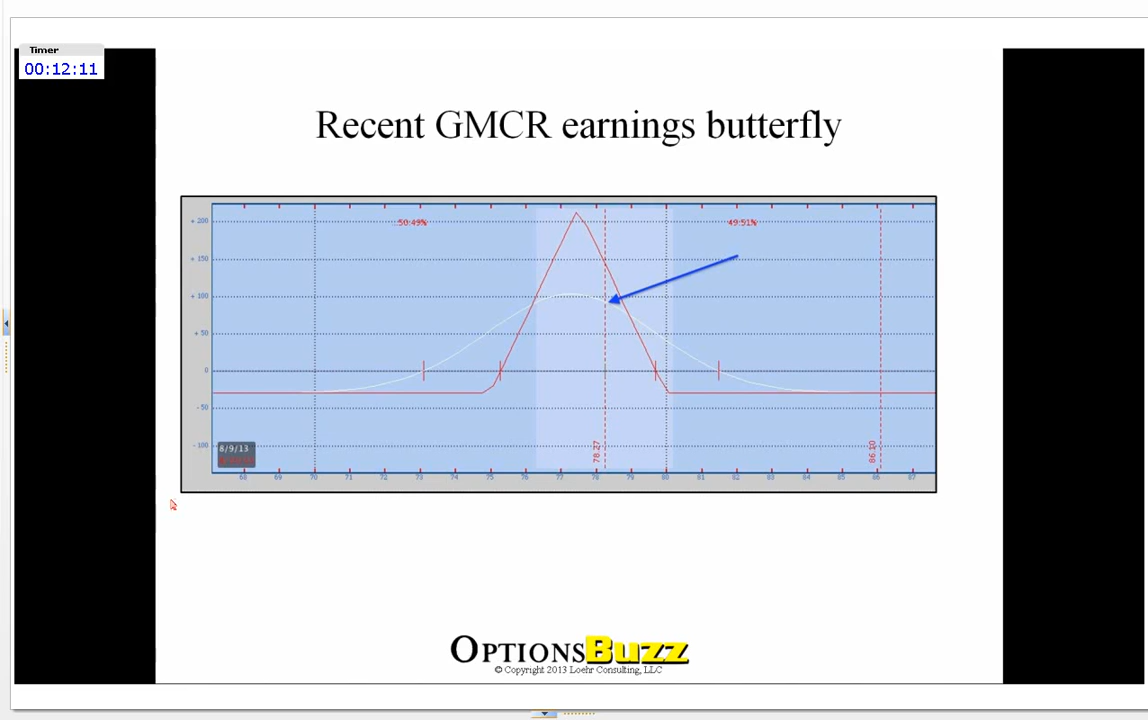 Timer
00:12:11
Recent GMCR earnings butterfly
+ 200
...50:49%
49:51%
+ 150
+ 100
+ 50
0
- 50
- 100
78.27
86.10
8/9/13
68 69 70 71 72 73 74 75 76 77 78 79 80 81 82 83 84 85 86 87
OPTIONSBuzz
© Copyright 2013 Loehr Consulting, LLC